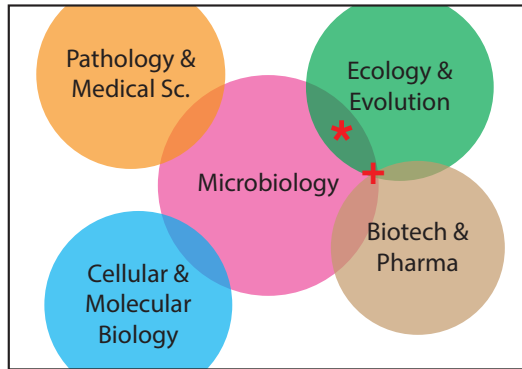 Pathology &
Medical Sc.
Ecology &
Evolution
*
+
Microbiology
Biotech &
Pharma
Cellular &
Molecular
Biology